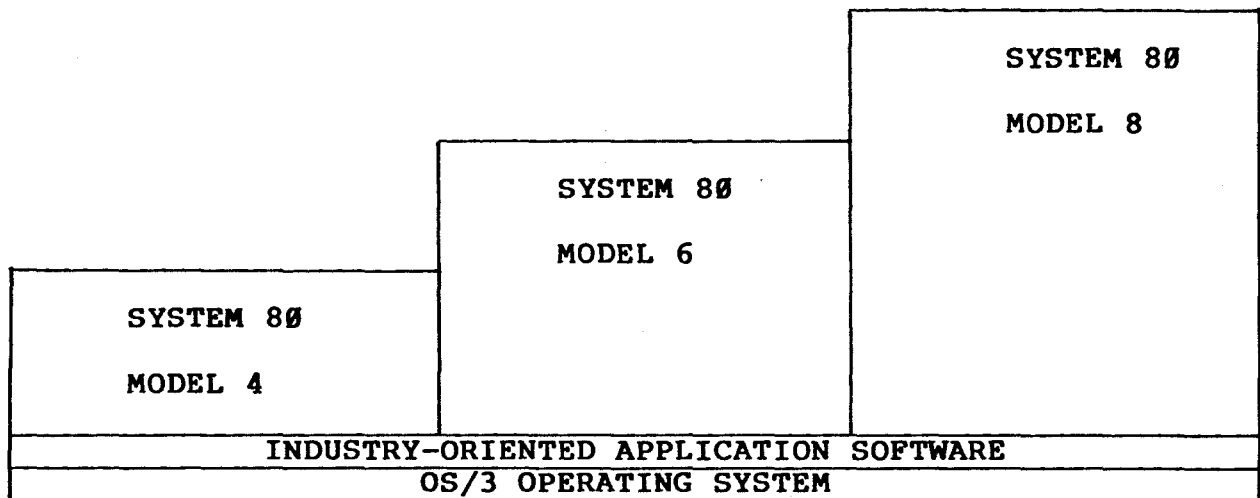 SYSTEM 8Ø
MODEL 8
SYSTEM 8Ø
MODEL 6
SYSTEM 8Ø
MODEL 4
INDUSTRY-ORIENTED APPLICATION SOFTWARE
OS/3 OPERATING SYSTEM